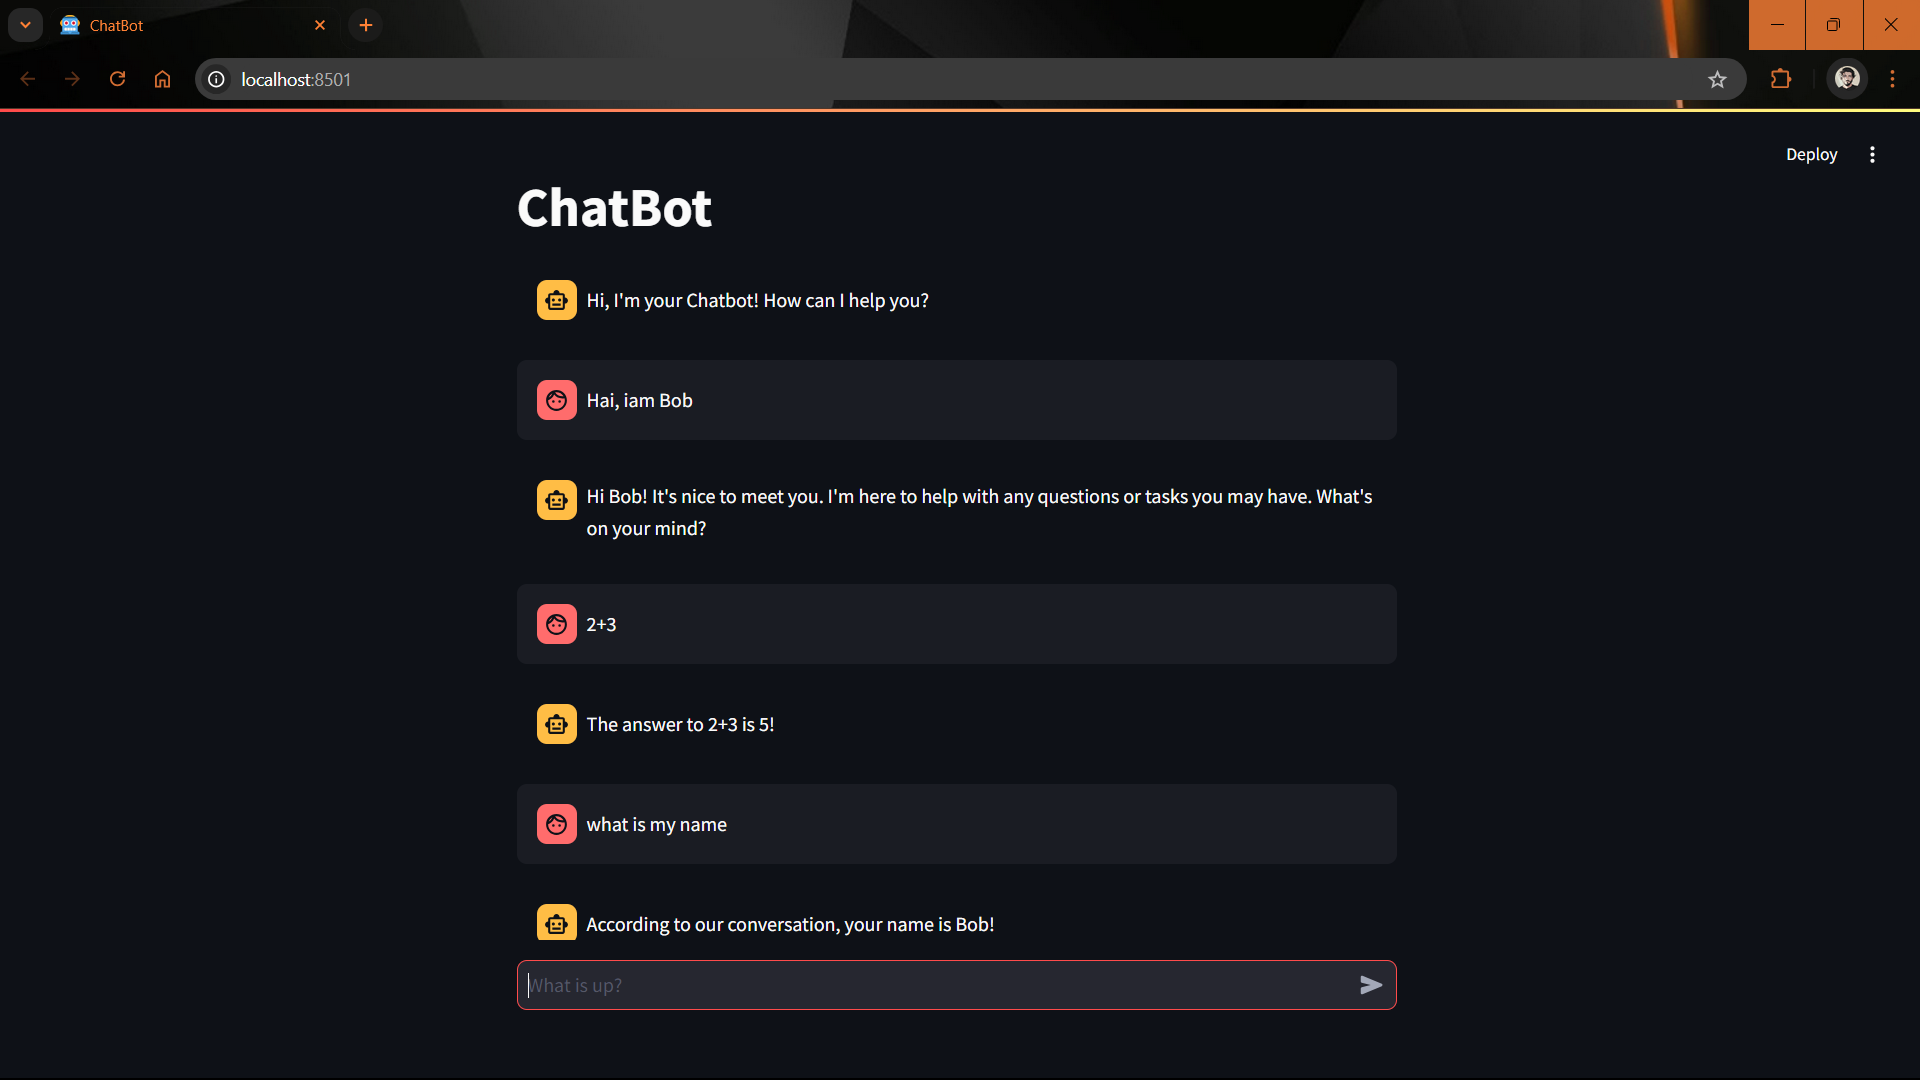 ChatBot
localhost:8501
Deploy
ChatBot
Hi, I'm your Chatbot! How can I help you?
Hai, iam Bob
Hi Bob! It's nice to meet you. I'm here to help with any questions or tasks you may have. What's
on your mind?
2+3
The answer to 2+3 is 5!
what is my name
According to our conversation, your name is Bob!
What is up?